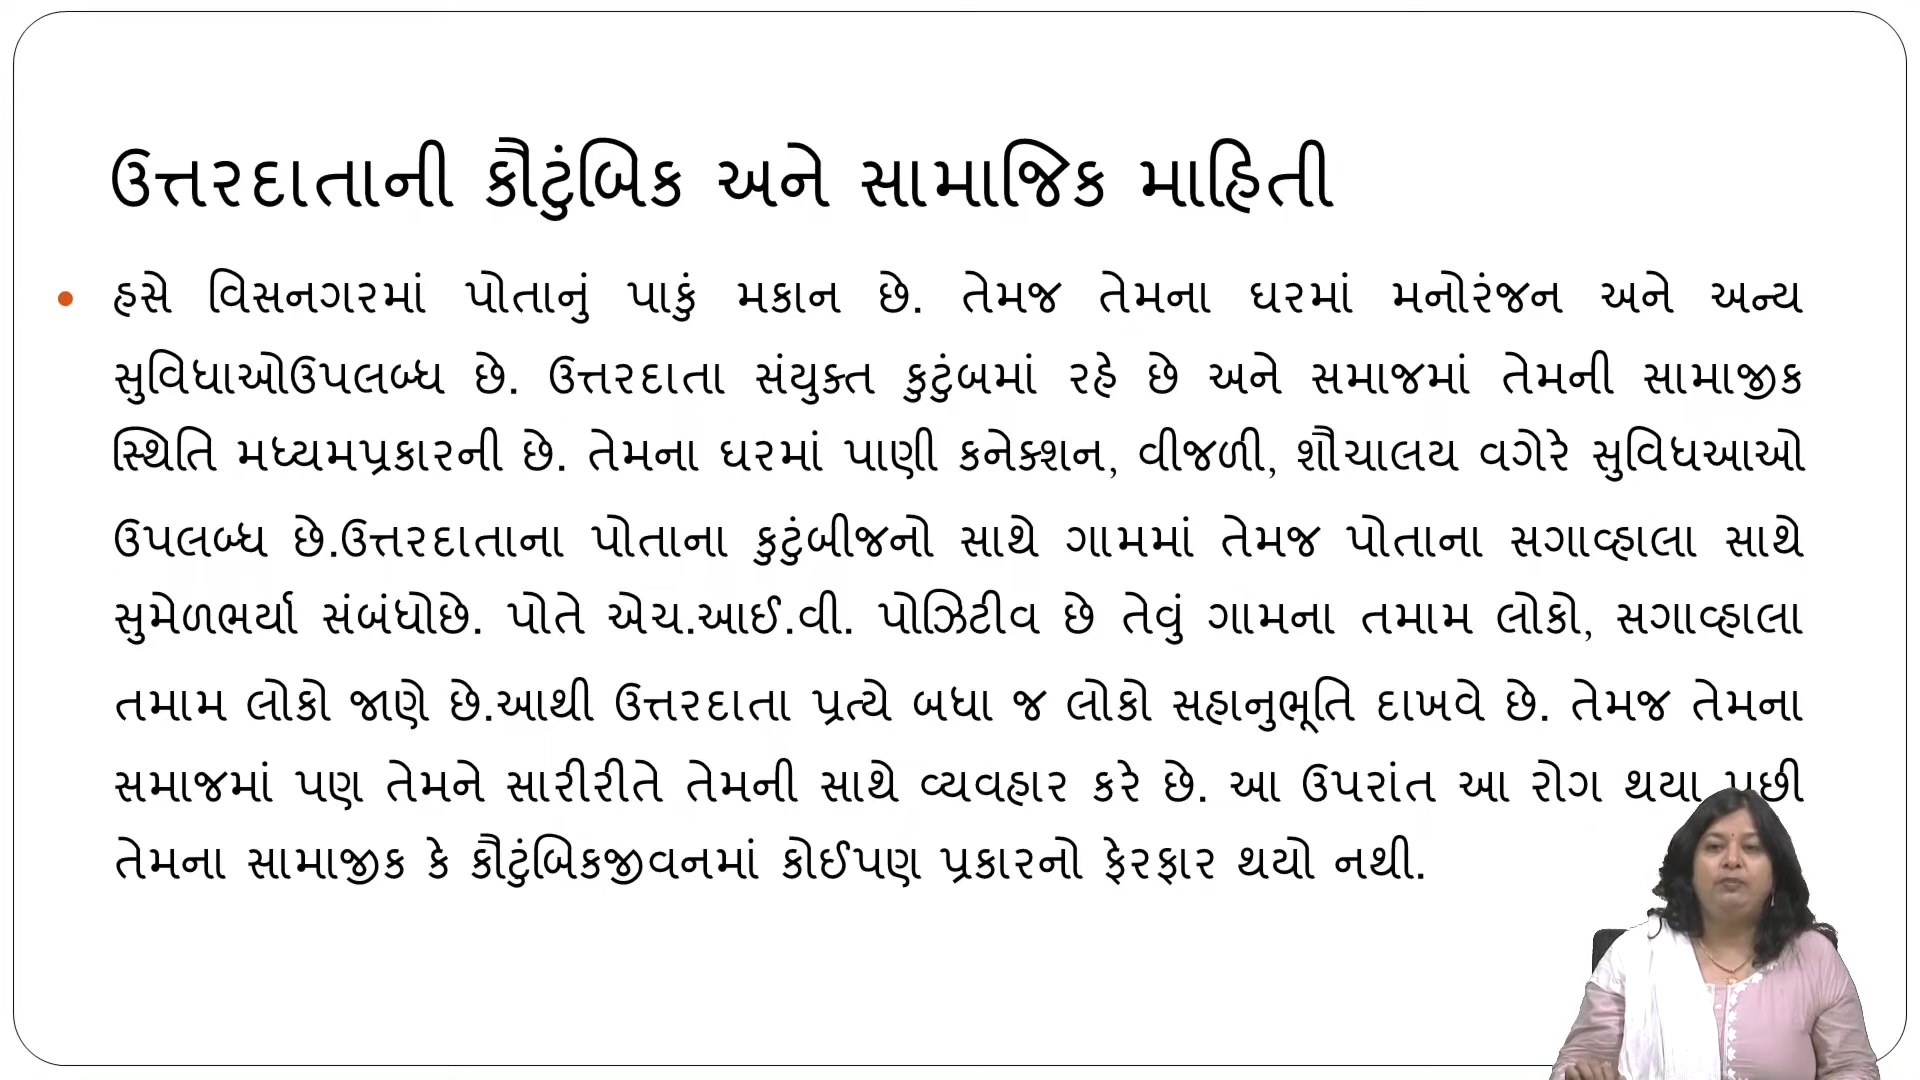 ઉત્તરદાતાની કૌટુંબિક અને સામાજિક માહિતી
• હસે વિસનગરમાં પોતાનું પાકું મકાન છે. તેમજ તેમના ઘરમાં મનોરંજન અને અન્ય
સુવિધાઓઉપલબ્ધ છે. ઉત્તરદાતા સંયુક્ત કુટુંબમાં રહે છે અને સમાજમાં તેમની સામાજીક
સ્થિતિ મધ્યમપ્રકારની છે. તેમના ઘરમાં પાણી કનેક્શન, વીજળી, શૌચાલય વગેરે સુવિધઆઓ
ઉપલબ્ધ છે.ઉત્તરદાતાના પોતાના કુટુંબીજનો સાથે ગામમાં તેમજ પોતાના સગાવ્હાલા સાથે
સુમેળભર્યા સંબંધોછે. પોતે એચ.આઈ.વી. પોઝિટીવ છે તેવું ગામના તમામ લોકો, સગાવ્હાલા
તમામ લોકો જાણે છે.આથી ઉત્તરદાતા પ્રત્યે બધા જ લોકો સહાનુભૂતિ દાખવે છે. તેમજ તેમના
સમાજમાં પણ તેમને સારીરીતે તેમની સાથે વ્યવહાર કરે છે. આ ઉપરાંત આ રોગ થયા પછી
તેમના સામાજીક કે કૌટુંબિકજીવનમાં કોઈપણ પ્રકારનો ફેરફાર થયો નથી.